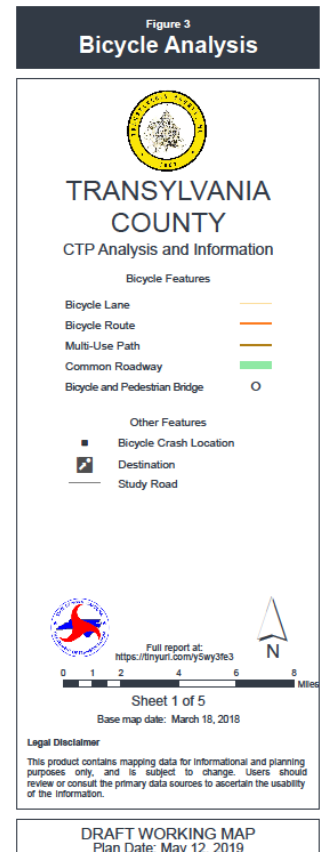 Figure 3
Bicycle Analysis
TRANSYLVANIA
COUNTY
CTP Analysis and Information
Bicycle Features
Bicycle Lane
Bicycle Route
Multi-Use Path
Common Roadway
Bicycle and Pedestrian Bridge
Other Features
Bicycle Crash Location
Destination
Study Road
Full report at:
https://tinyurl.com/y5wy3fe3
N
0 1 2 4 6 8
Miles
Sheet 1 of 5
Base map date: March 18, 2018
Legal Disclaimer
This product contains mapping data for informational and planning
purposes only, and is subject to change. Users should
review or consult the primary data sources to ascertain the usability
of the information.
DRAFT WORKING MAP
Plan Date: May 12, 2019